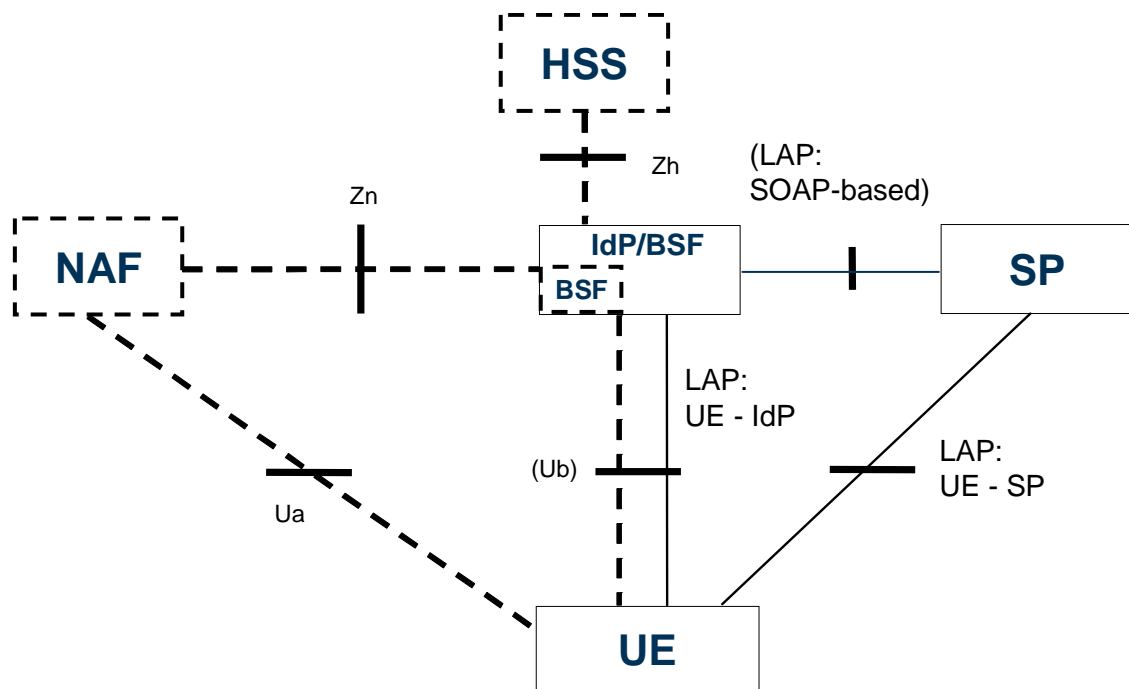 HSS
(LAP:
SOAP-based)
Zh
Zn
IdP/BSF
NAF
BSF
SP
LAP:
UE - IdP
LAP:
UE - SP
(Ub)
Ua
UE